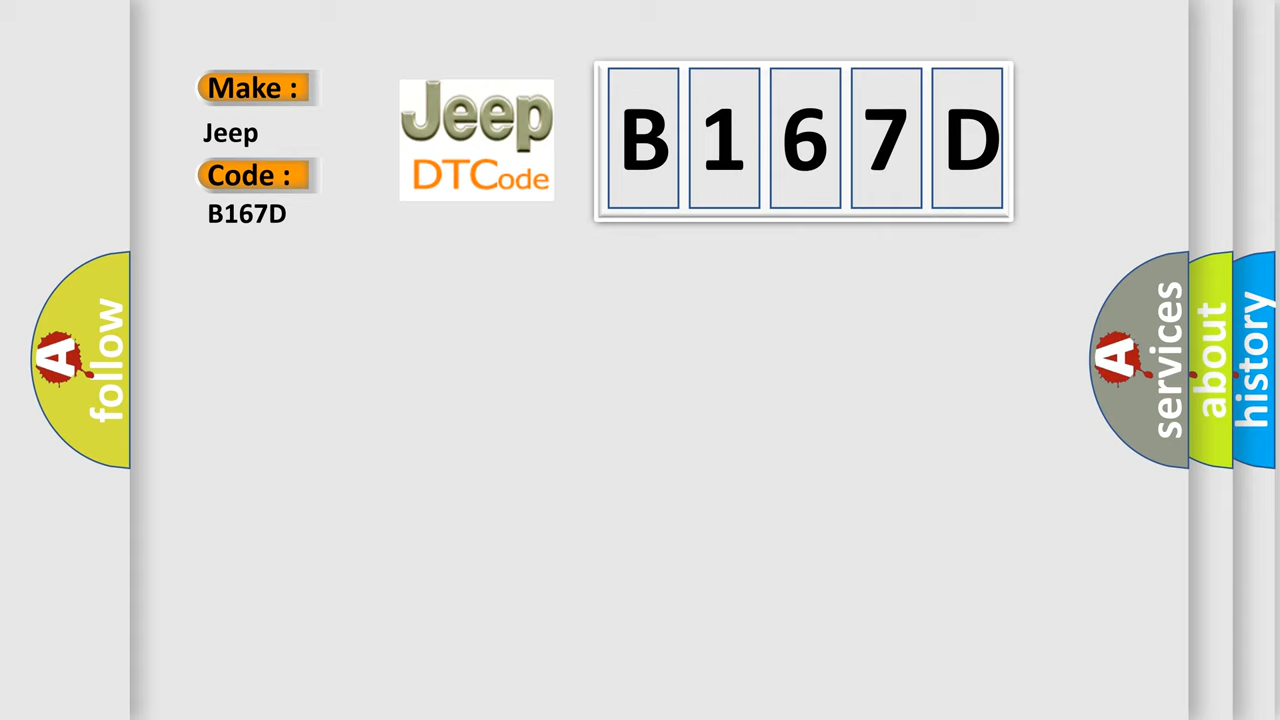 Make :
Jeep
Code :
B167D
Jeep
DTCode
B 1 6 7 D
A follow
A services
about
history